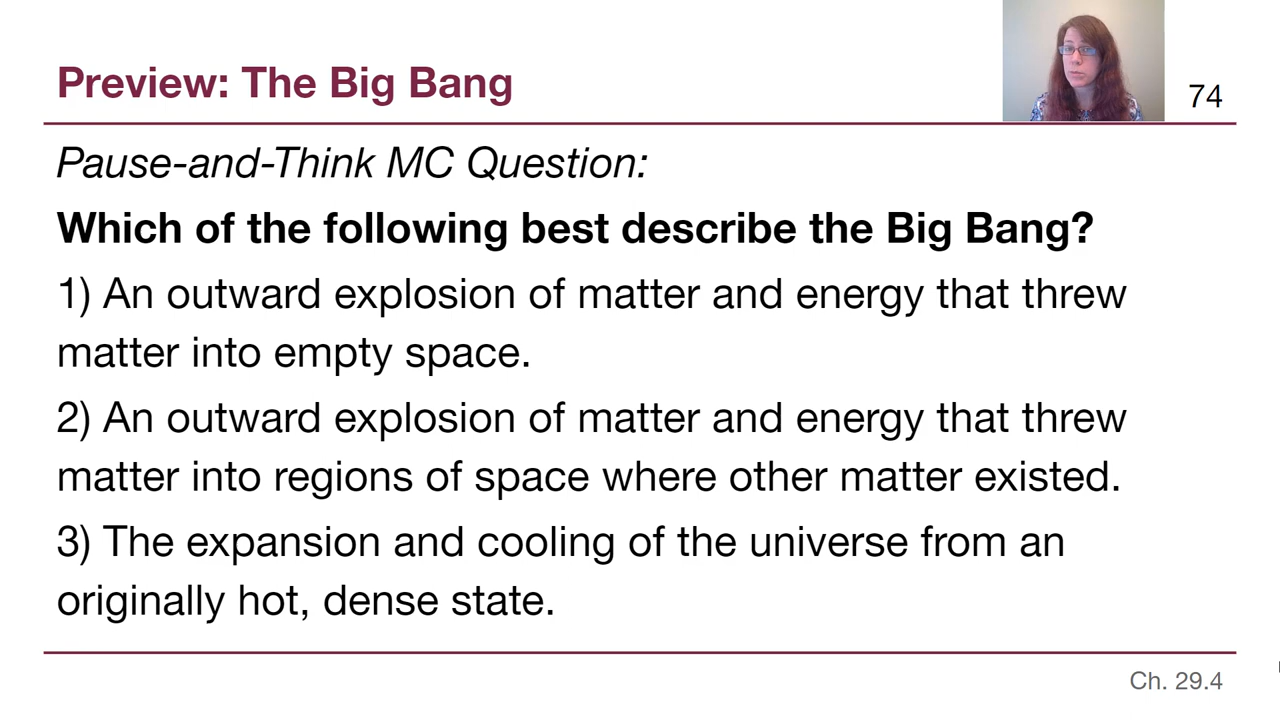 Preview: The Big Bang
74
Pause-and-Think MC Question:
Which of the following best describe the Big Bang?
1) An outward explosion of matter and energy that threw
matter into empty space.
2) An outward explosion of matter and energy that threw
matter into regions of space where other matter existed.
3) The expansion and cooling of the universe from an
originally hot, dense state.
Ch. 29.4